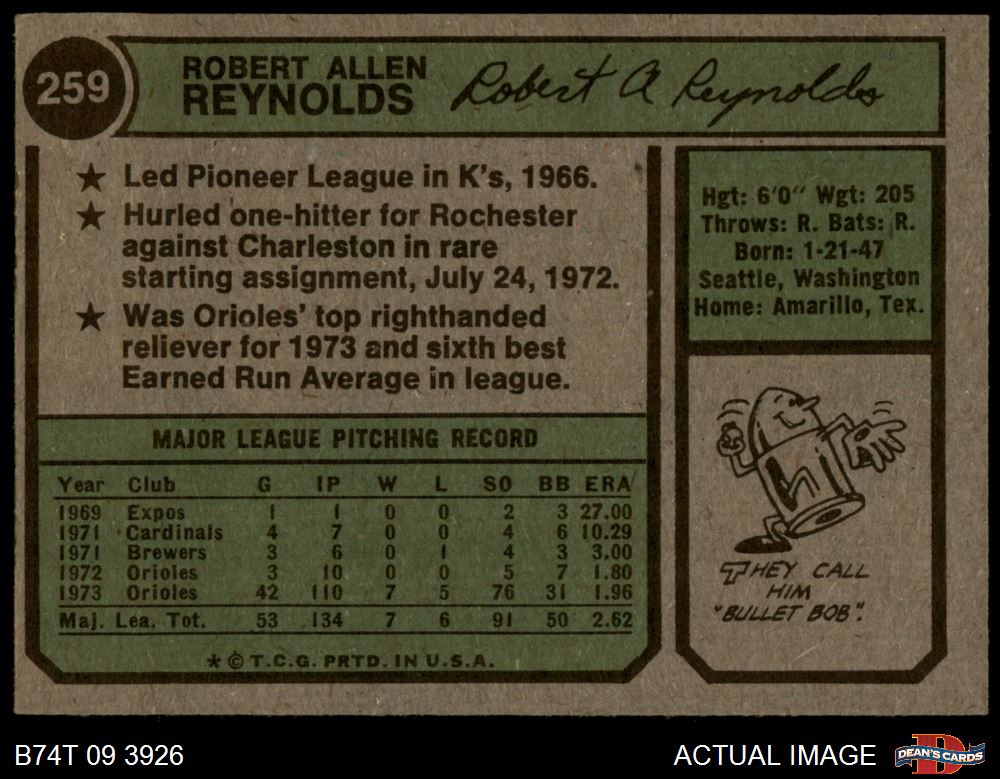 259
ROBERT ALLEN
REYNOLDS
Robert A Reynolds
★ Led Pioneer League in K's, 1966.
★ Hurled one-hitter for Rochester
against Charleston in rare
starting assignment, July 24, 1972.
★ Was Orioles' top righthanded
reliever for 1973 and sixth best
Earned Run Average in league.
Hgt: 6'0" Wgt: 205
Throws: R. Bats: R.
Born: 1-21-47
Seattle, Washington
Home: Amarillo, Tex.
MAJOR LEAGUE PITCHING RECORD
Year Club G IP W L SO BB ERA
1969 Expos 1 1 0 0 2 3 27.00
1971 Cardinals 4 7 0 0 4 6 10.29
1971 Brewers 3 6 0 1 4 3 3.00
1972 Orioles 3 10 0 0 5 7 1.80
1973 Orioles 42 110 7 5 76 31 1.96
Maj. Lea. Tot. 53 134 7 6 91 50 2.62
* © T.C.G. PRTD. IN U.S.A.
THEY CALL
HIM
"BULLET BOB".
B74T 09 3926
ACTUAL IMAGE
D
DEAN'S CARDS